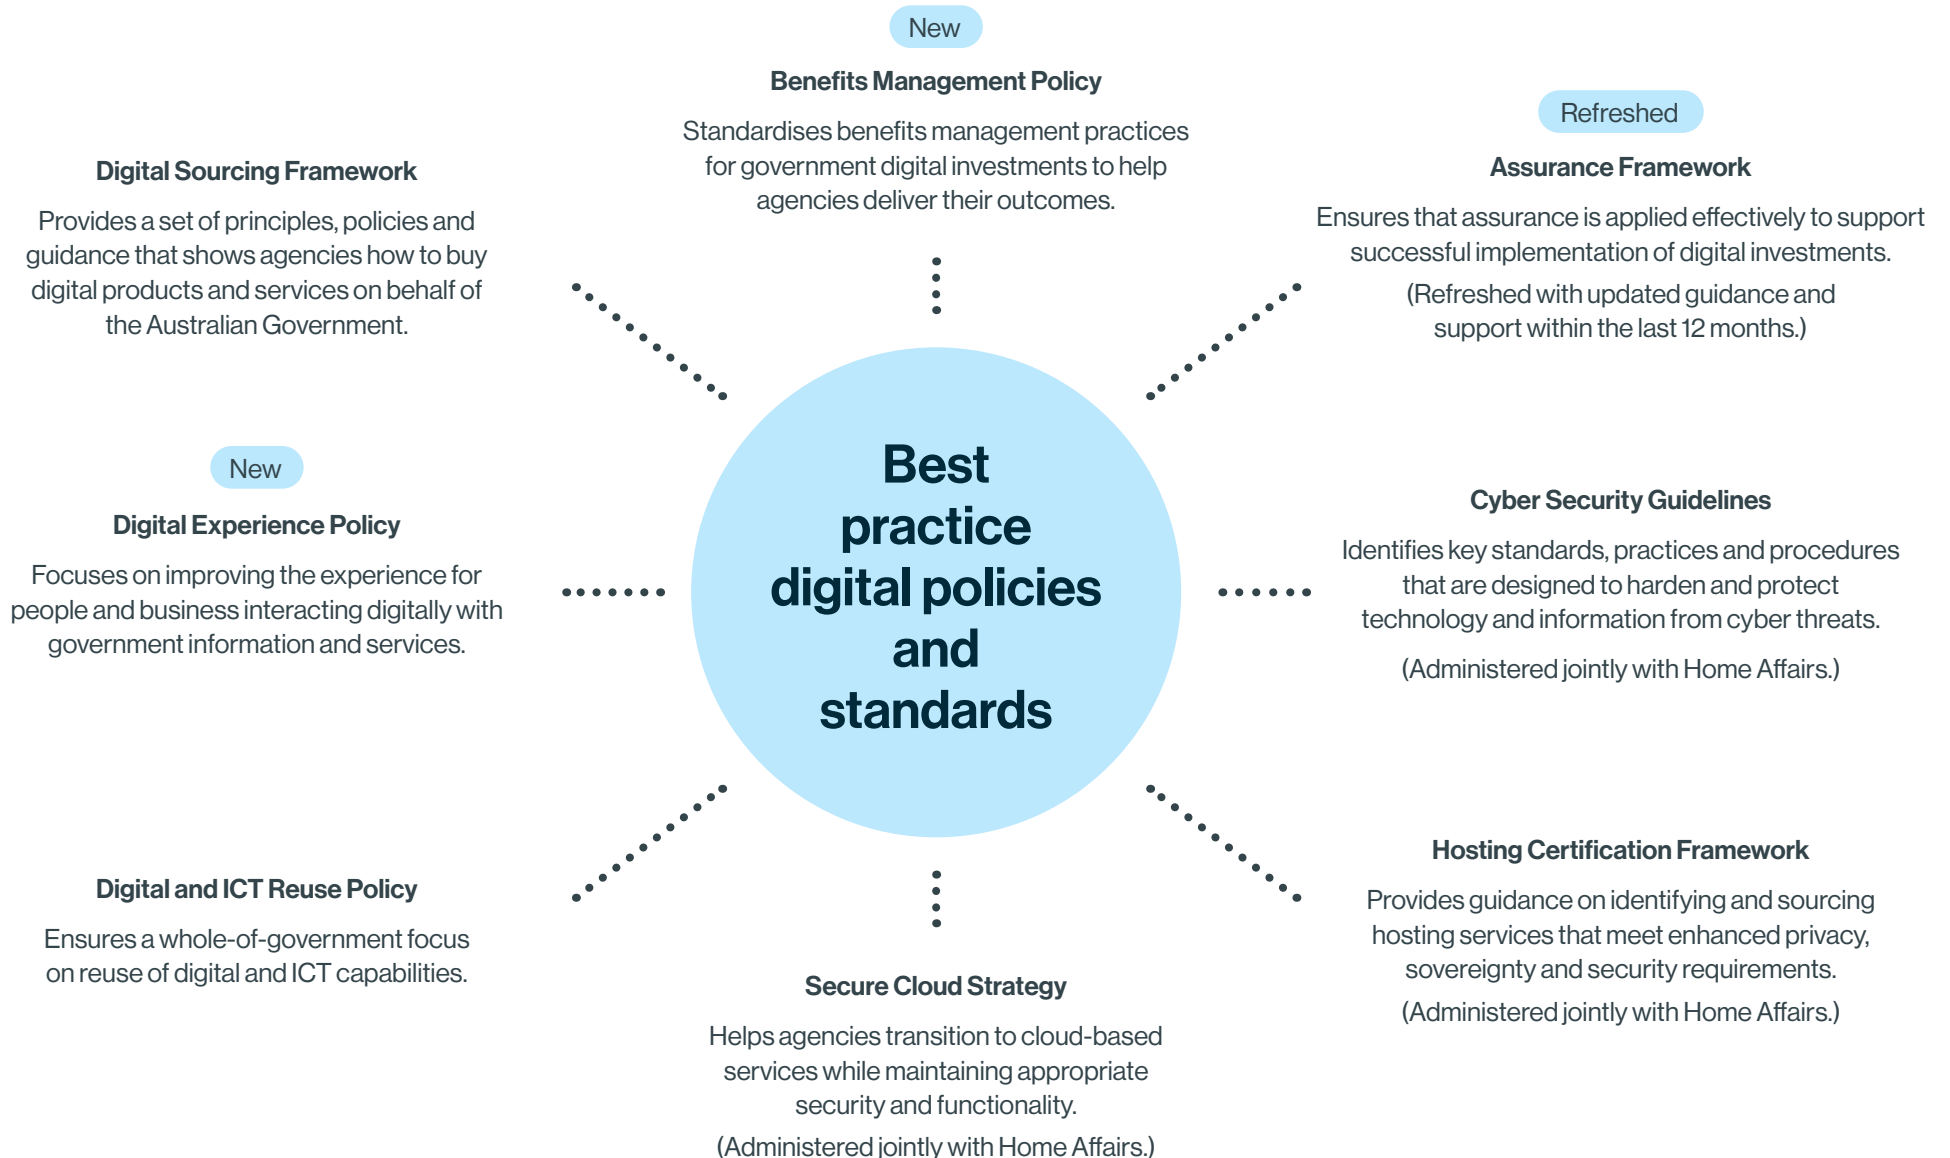 New
Benefits Management Policy
Standardises benefits management practices
for government digital investments to help
agencies deliver their outcomes.
Refreshed
Assurance Framework
Ensures that assurance is applied effectively to support
successful implementation of digital investments.
(Refreshed with updated guidance and
support within the last 12 months.)
Digital Sourcing Framework
Provides a set of principles, policies and
guidance that shows agencies how to buy
digital products and services on behalf of
the Australian Government.
Best
practice
digital policies
and
standards
New
Digital Experience Policy
Focuses on improving the experience for
people and business interacting digitally with
government information and services.
Cyber Security Guidelines
Identifies key standards, practices and procedures
that are designed to harden and protect
technology and information from cyber threats.
(Administered jointly with Home Affairs.)
Digital and ICT Reuse Policy
Ensures a whole-of-government focus
on reuse of digital and ICT capabilities.
Secure Cloud Strategy
Helps agencies transition to cloud-based
services while maintaining appropriate
security and functionality.
(Administered jointly with Home Affairs.)
Hosting Certification Framework
Provides guidance on identifying and sourcing
hosting services that meet enhanced privacy,
sovereignty and security requirements.
(Administered jointly with Home Affairs.)